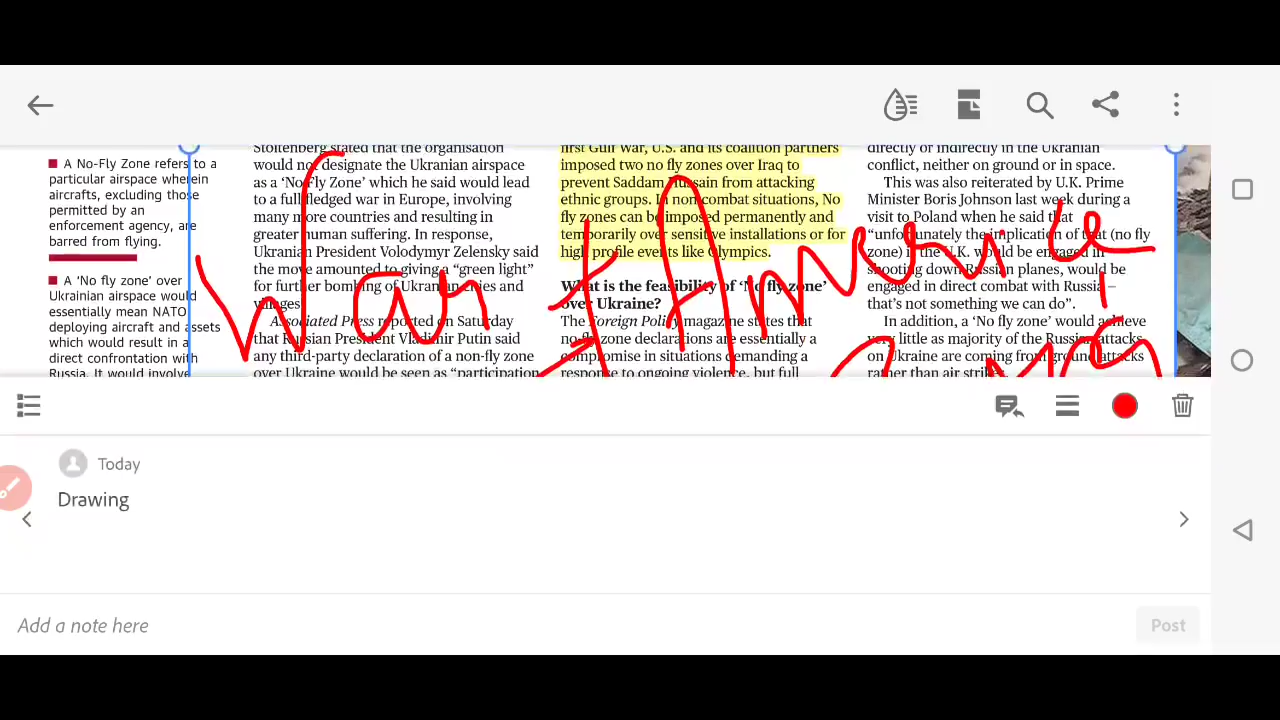 A No-Fly Zone refers to a
particular airspace wherein
aircrafts, excluding those
permitted by an
enforcement agency, are
barred from flying.
A ‘No fly zone’ over
Ukrainian airspace would
essentially mean NATO
deploying aircraft and assets
which would result in a
direct confrontation with
Russia. It would involve
Stoltenberg stated that the organisation
would not designate the Ukranian airspace
as a ‘No Fly Zone’ which he said would lead
to a full fledged war in Europe, involving
many more countries and resulting in
greater human suffering. In response,
Ukranian President Volodymyr Zelensky said
the move amounted to giving a “green light”
for further bombing of Ukranian cities and
villages.
Associated Press reported on Saturday
that Russian President Vladimir Putin said
any third-party declaration of a non-fly zone
over Ukraine would be seen as “participation
first Gulf War, U.S. and its coalition partners
imposed two no fly zones over Iraq to
prevent Saddam Hussain from attacking
ethnic groups. In non combat situations, No
fly zones can be imposed permanently and
temporarily over sensitive installations or for
high profile events like Olympics.
What is the feasibility of ‘No fly zone’
over Ukraine?
The Foreign Policy magazine states that
no-fly zone declarations are essentially a
compromise in situations demanding a
response to ongoing violence, but full
directly or indirectly in the Ukranian
conflict, neither on ground or in space.
This was also reiterated by U.K. Prime
Minister Boris Johnson last week during a
visit to Poland when he said that
“unfortunately the implication of that (no fly
zone) is the U.K. would be engaged in
shooting down Russian planes, would be
engaged in direct combat with Russia –
that’s not something we can do”.
In addition, a ‘No fly zone’ would achieve
very little as majority of the Russian attacks
on Ukraine are coming from ground attacks
rather than air strikes.
War
Today
Drawing
Add a note here
Post